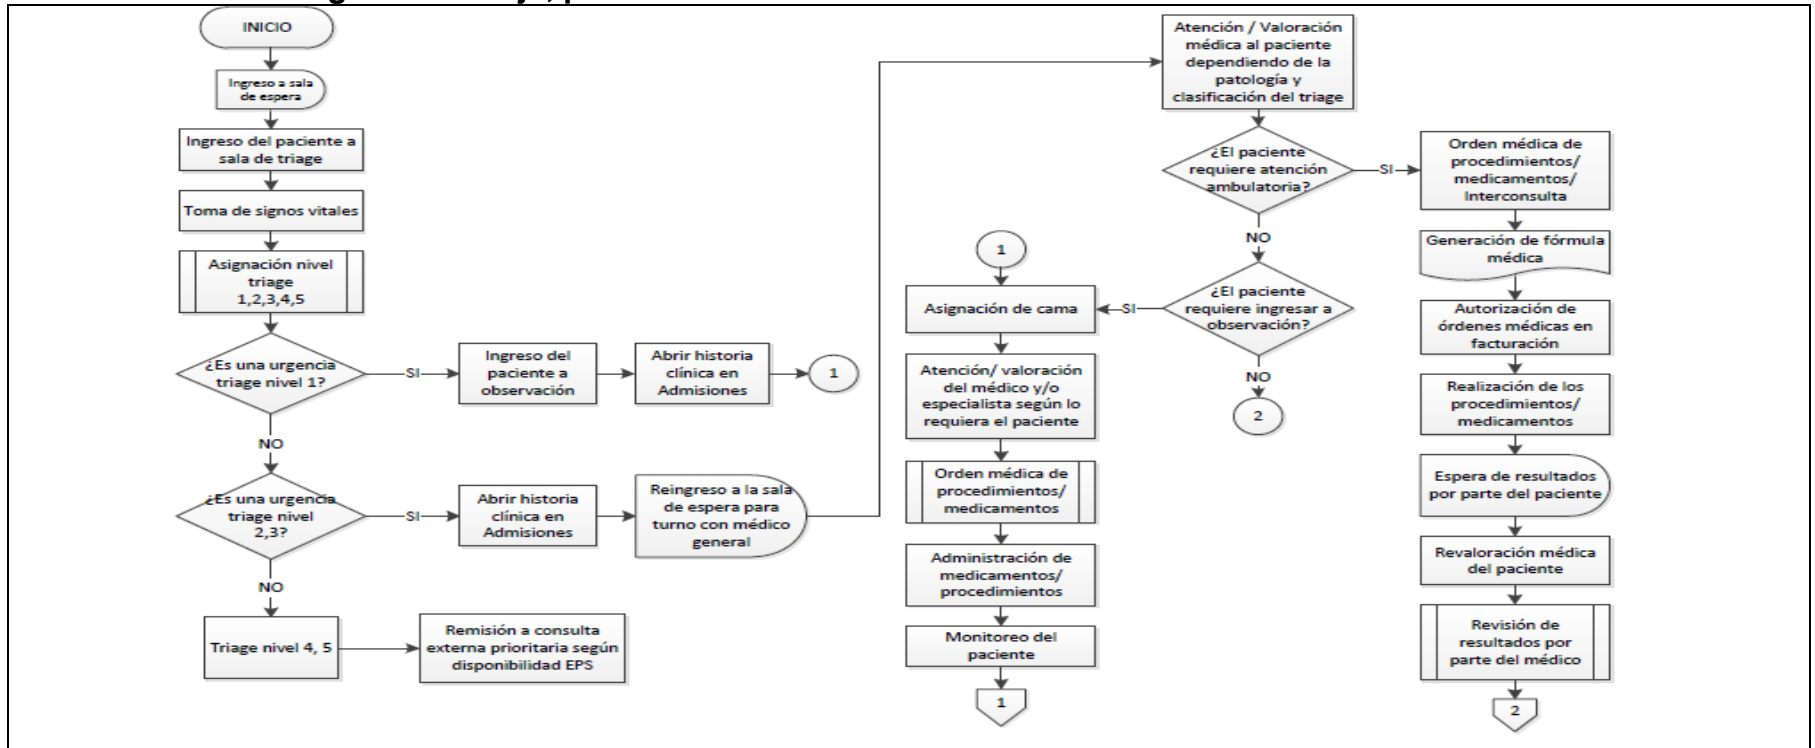 INICIO
Ingreso a sala
de espera
Ingreso del paciente a
sala de triage
Toma de signos vitales
Asignación nivel
triage
1,2,3,4,5
¿Es una urgencia
triage nivel 1?
SI
Ingreso del
paciente a
observación
Abrir historia
clínica en
Admisiones
1
NO
¿Es una urgencia
triage nivel
2,3?
SI
Abrir historia
clínica en
Admisiones
Reingreso a la sala
de espera para
turno con médico
general
NO
Triage nivel 4, 5
Remisión a consulta
externa prioritaria según
disponibilidad EPS
Atención / Valoración
médica al paciente
dependiendo de la
patología y
clasificación del triage
¿El paciente
requiere atención
ambulatoria?
SI
NO
¿El paciente
requiere ingresar a
observación?
SI
NO
2
1
Asignación de cama
Atención/ valoración
del médico y/o
especialista según lo
requiera el paciente
Orden médica de
procedimientos/
medicamentos
Administración de
medicamentos/
procedimientos
Monitoreo del
paciente
1
Orden médica de
procedimientos/
medicamentos/
Interconsulta
Generación de fórmula
médica
Autorización de
órdenes médicas en
facturación
Realización de los
procedimientos/
medicamentos
Espera de resultados
por parte del paciente
Revaloración médica
del paciente
Revisión de
resultados por
parte del médico
2